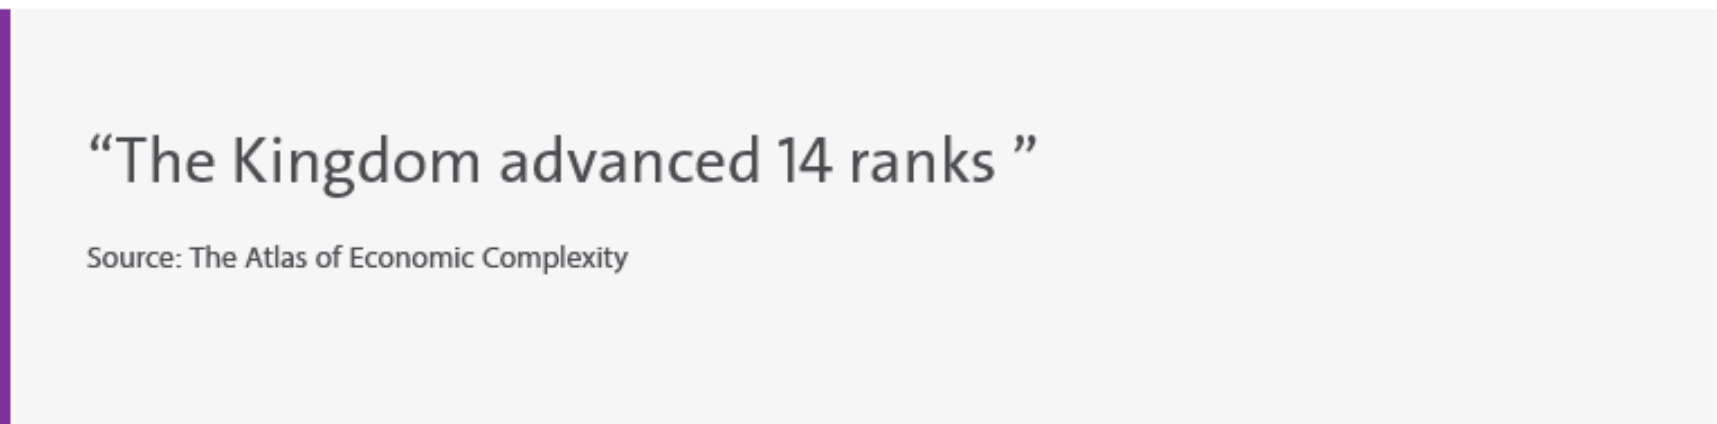 “The Kingdom advanced 14 ranks ”
Source: The Atlas of Economic Complexity